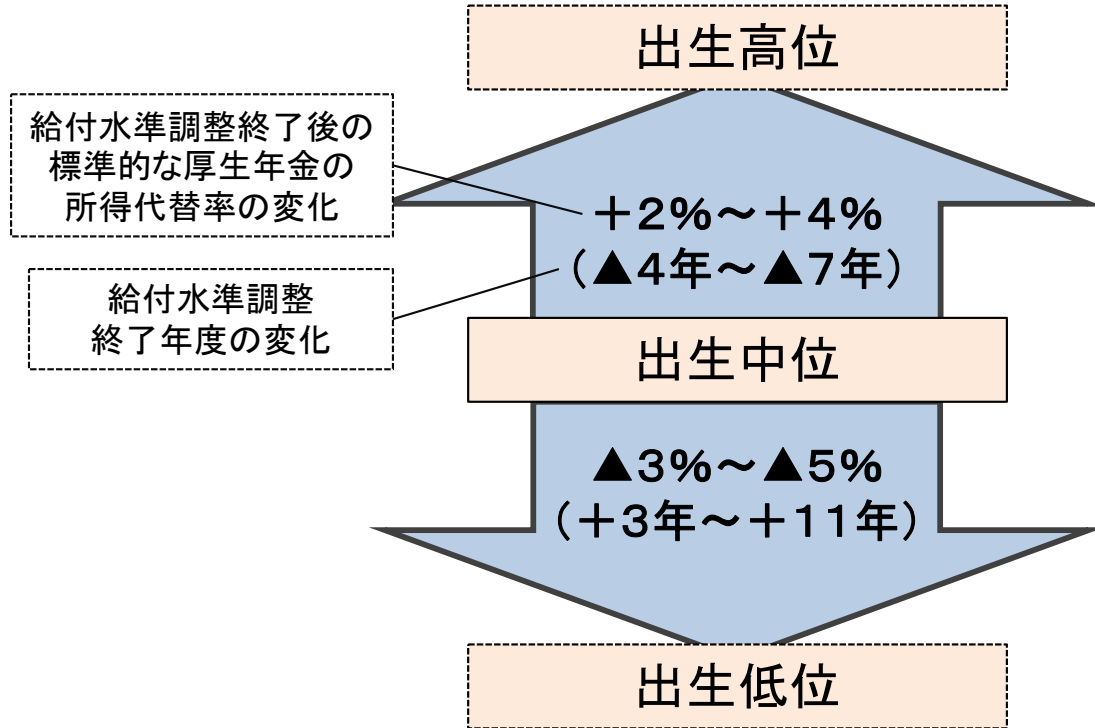 出生高位
給付水準調整終了後の
標準的な厚生年金の
所得代替率の変化
＋2％～＋4％
（▲4年～▲7年）
給付水準調整
終了年度の変化
出生中位
▲3％～▲5％
（＋3年～＋11年）
出生低位